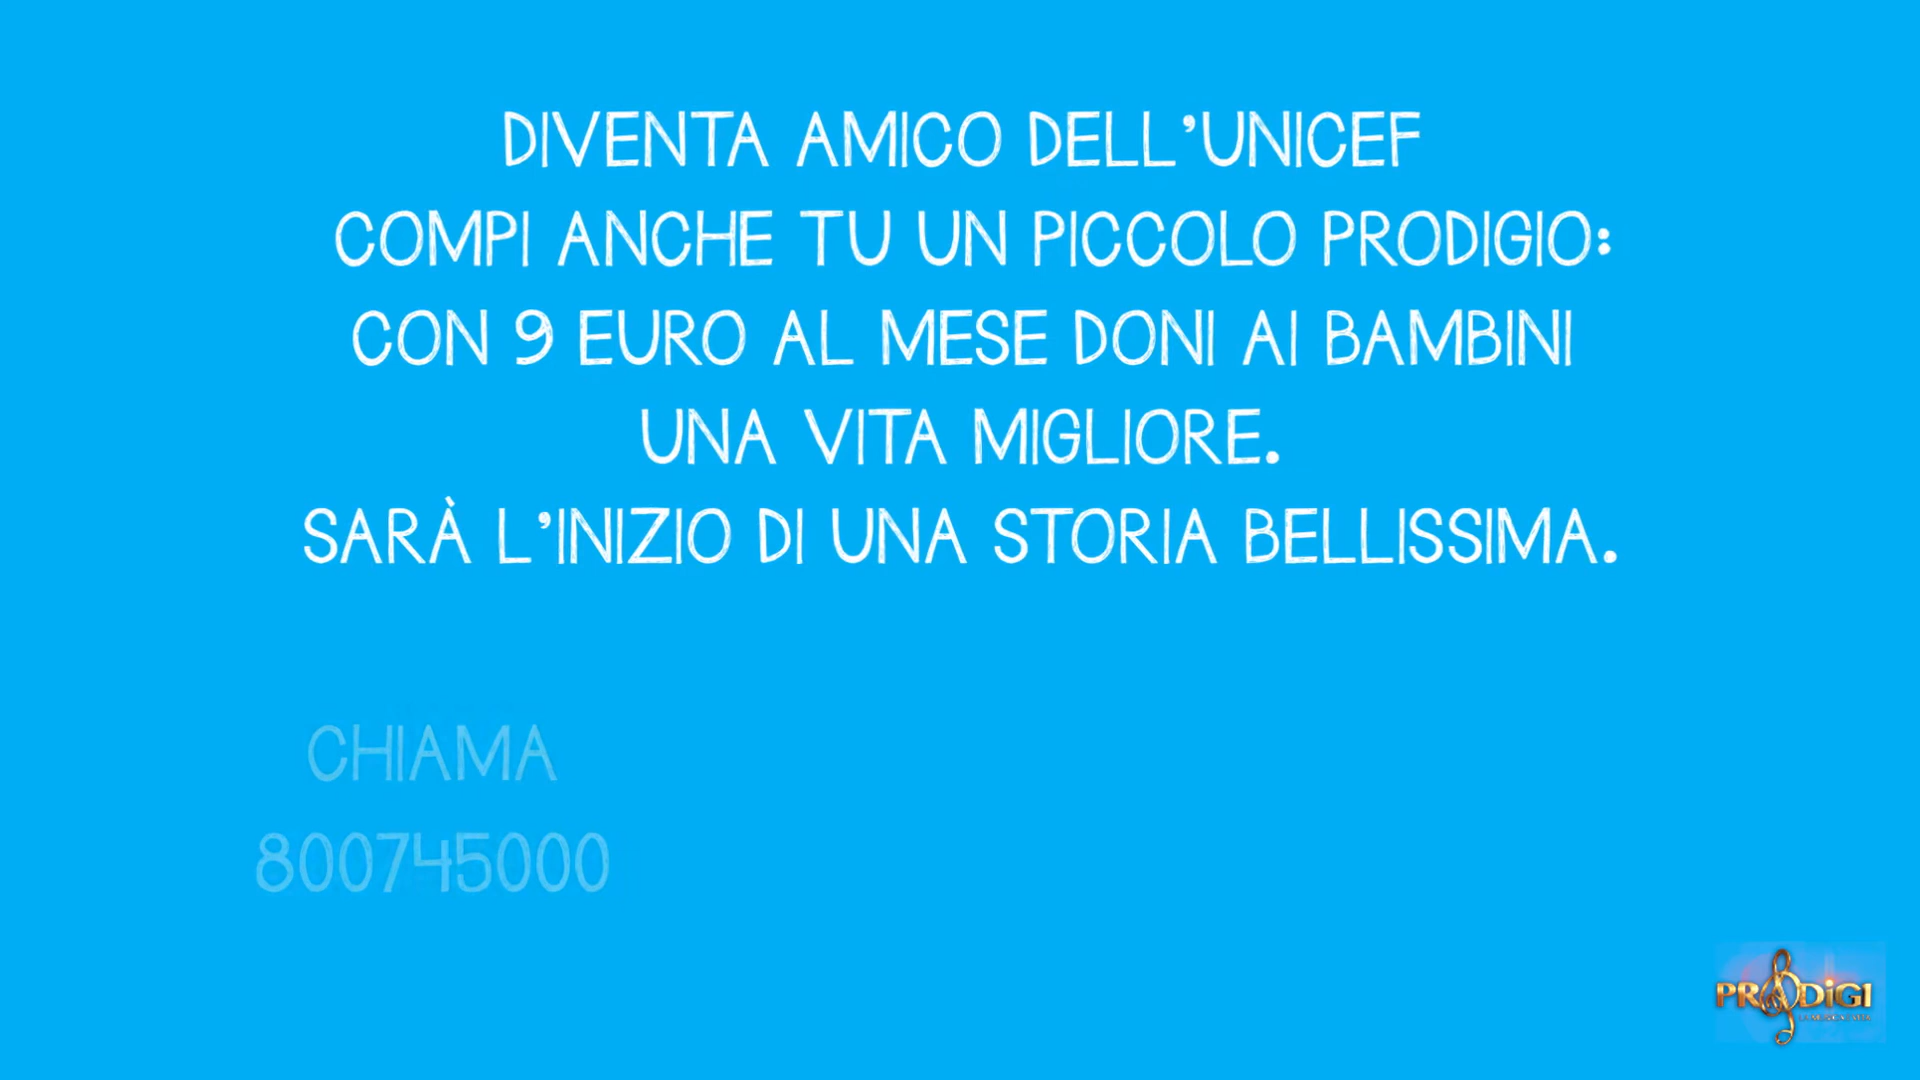 DIVENTA AMICO DELL'UNICEF
COMPI ANCHE TU UN PICCOLO PRODIGIO:
CON 9 EURO AL MESE DONI AI BAMBINI
UNA VITA MIGLIORE.
SARÀ L'INIZIO DI UNA STORIA BELLISSIMA.
CHIAMA
800745000
PRODIGI